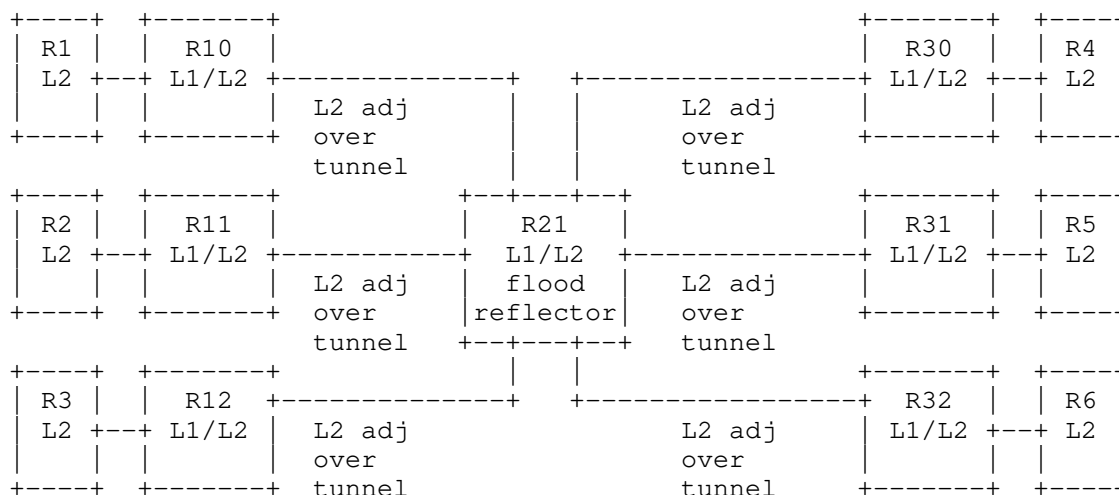 R1 R10 R30 R4
L2 L1/L2 L1/L2 L2
L2 adj L2 adj
over over
tunnel tunnel
R2 R11 R21 R31 R5
L2 L1/L2 L1/L2 L1/L2 L2
L2 adj flood L2 adj
over reflector over
tunnel tunnel
R3 R12 R32 R6
L2 L1/L2 L2 adj L2 adj L1/L2 L2
over over
tunnel tunnel